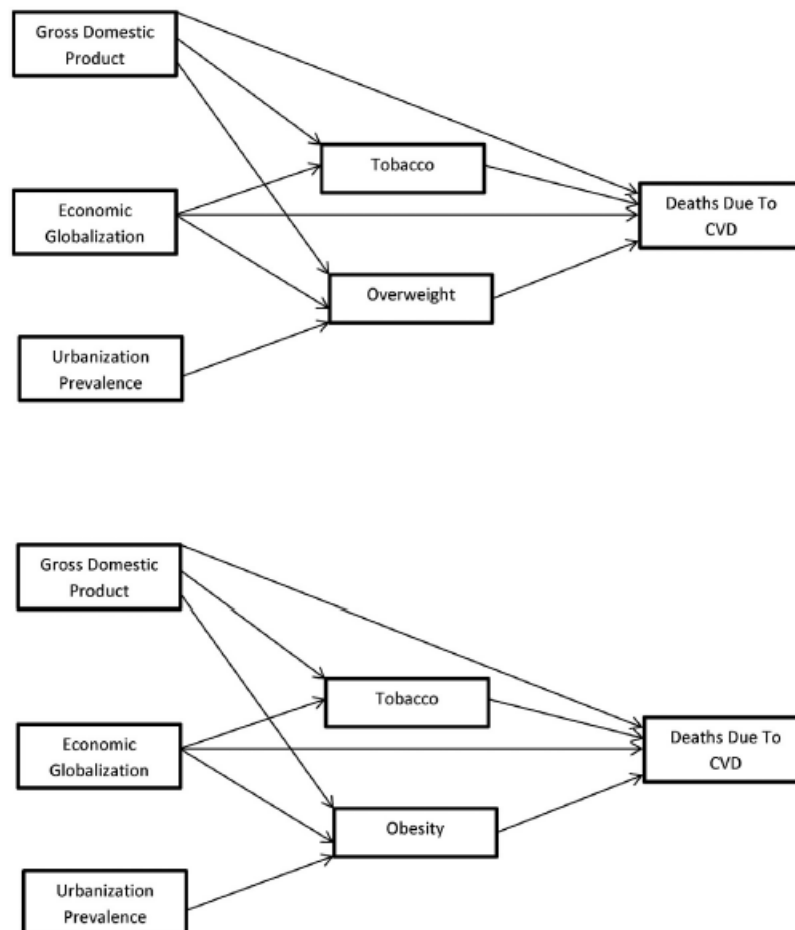 Gross Domestic
Product
Tobacco
Economic
Globalization
Deaths Due To
CVD
Overweight
Urbanization
Prevalence
Gross Domestic
Product
Tobacco
Economic
Globalization
Deaths Due To
CVD
Obesity
Urbanization
Prevalence